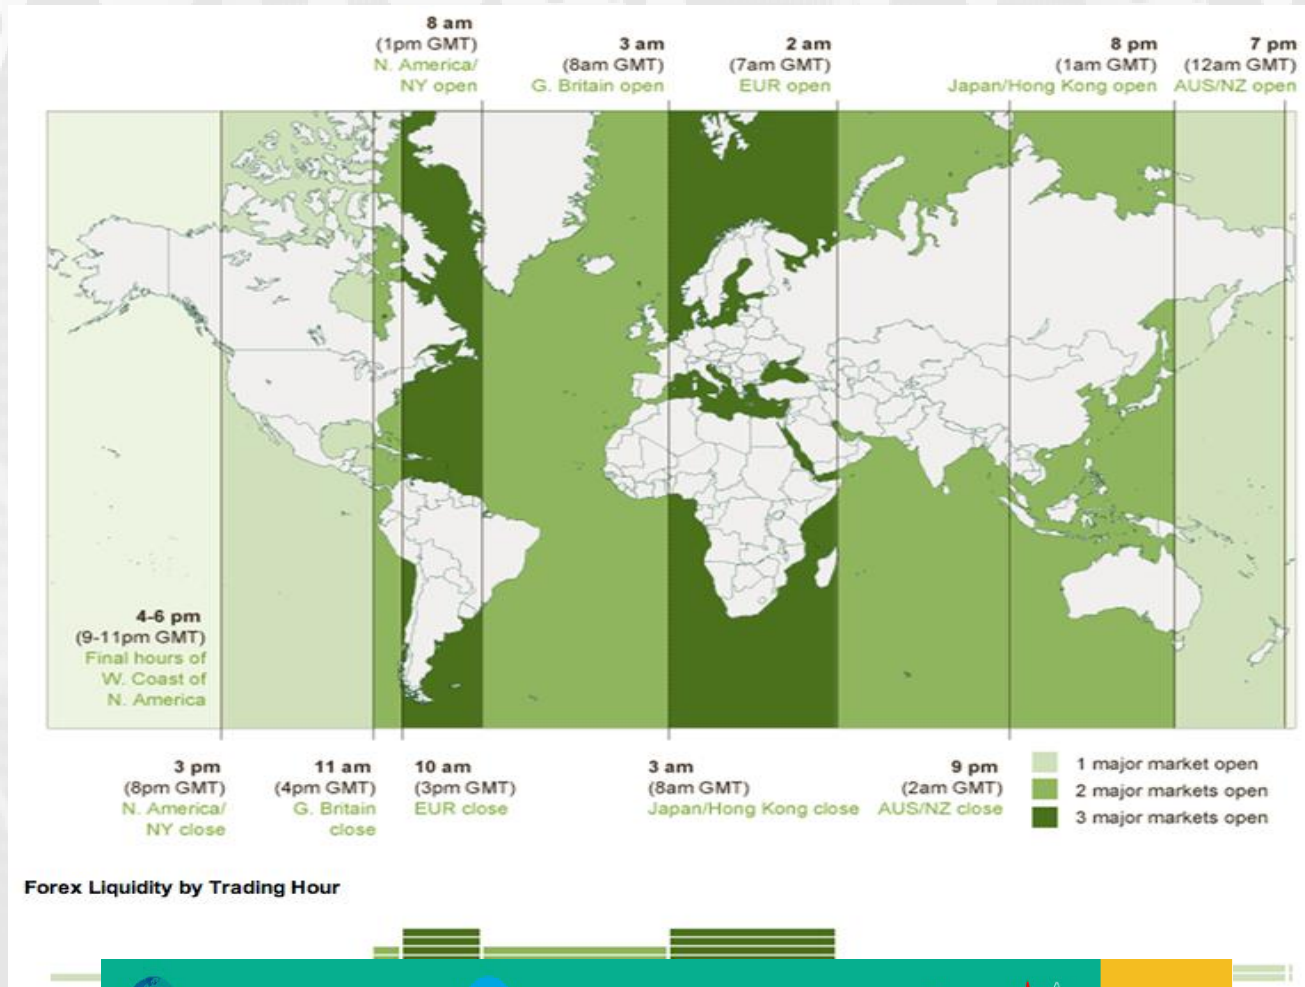 8 am
(1pm GMT)
N. America/
NY open
3 am
(8am GMT)
G. Britain open
2 am
(7am GMT)
EUR open
8 pm
(1am GMT)
Japan/Hong Kong open
7 pm
(12am GMT)
AUS/NZ open
4-6 pm
(9-11pm GMT)
Final hours of
W. Coast of
N. America
3 pm
(8pm GMT)
N. America/
NY close
11 am
(4pm GMT)
G. Britain
close
10 am
(3pm GMT)
EUR close
3 am
(8am GMT)
Japan/Hong Kong close
9 pm
(2am GMT)
AUS/NZ close
1 major market open
2 major markets open
3 major markets open
Forex Liquidity by Trading Hour